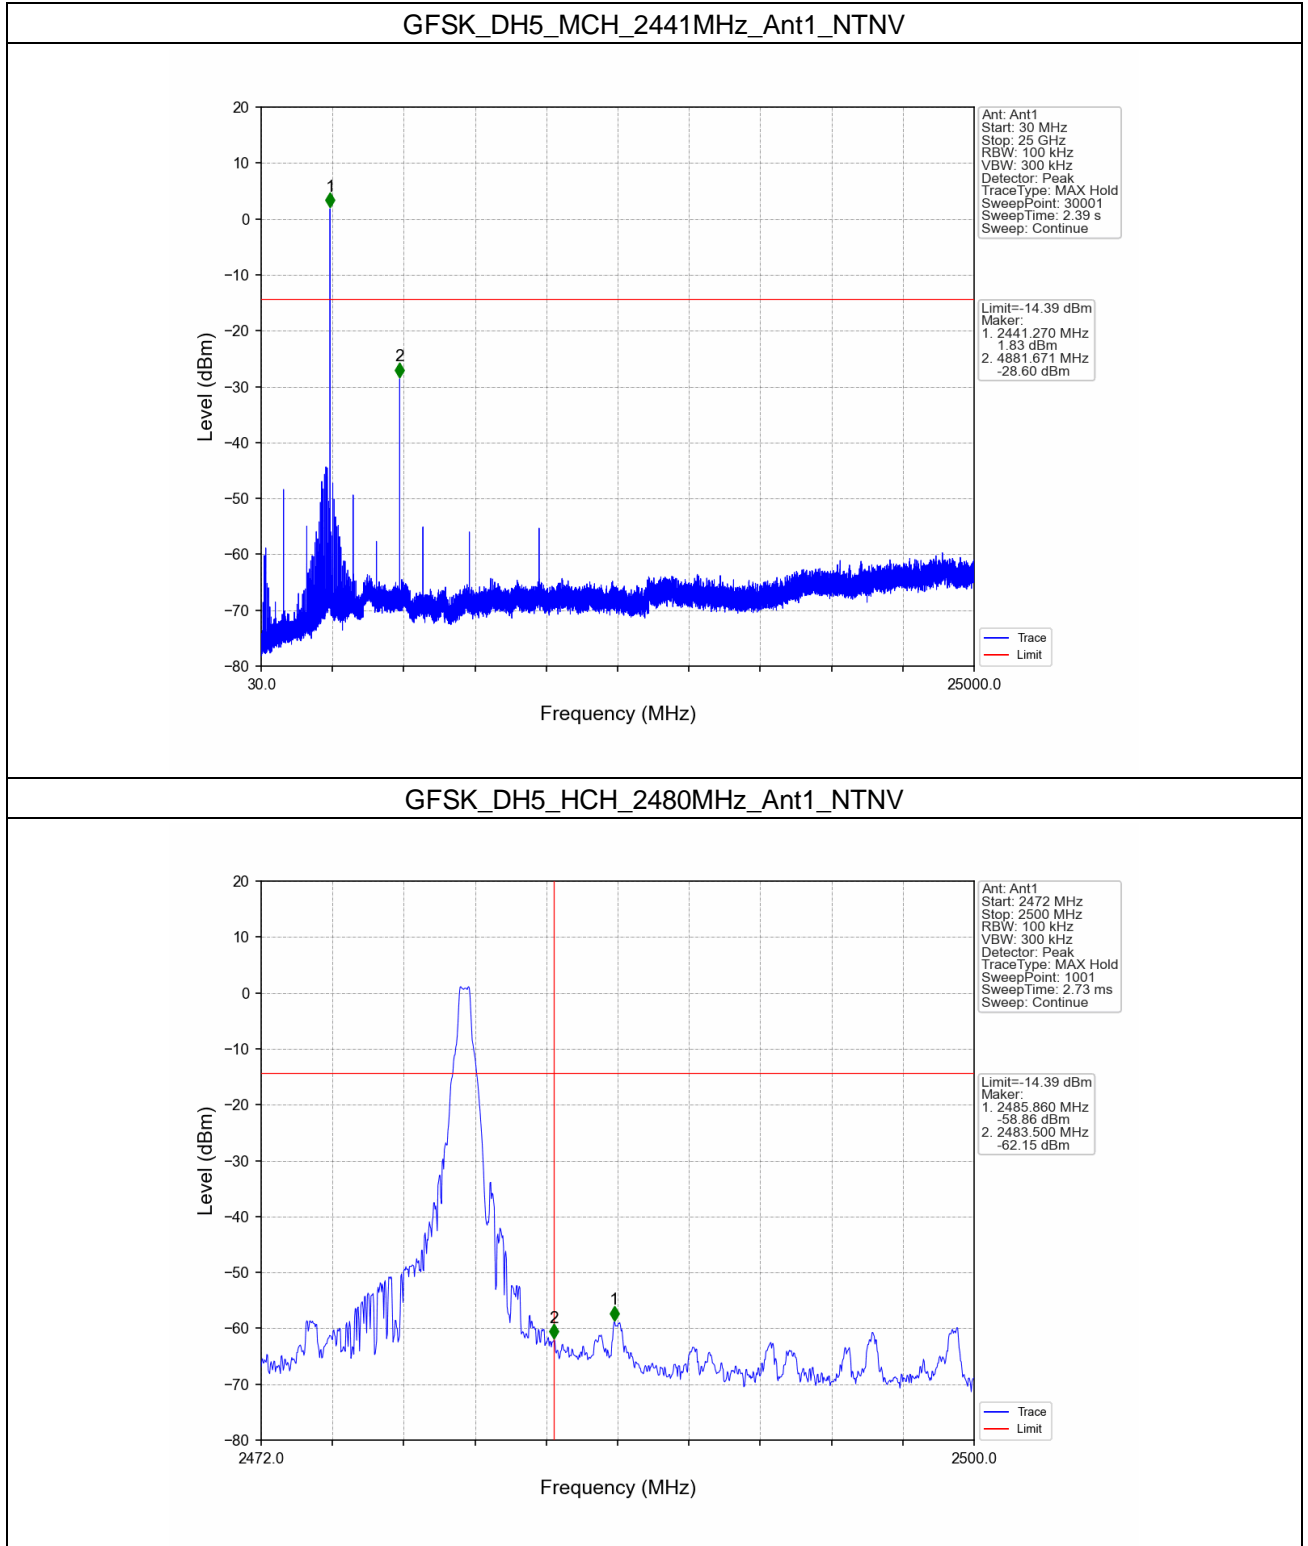 GFSK_DH5_MCH_2441MHz_Ant1_NTNV
20
10
0
−10
−20
−30
−40
−50
−60
−70
−80
Level (dBm)
1
2
30.0
25000.0
Frequency (MHz)
Ant: Ant1
Start: 30 MHz
Stop: 25 GHz
RBW: 100 kHz
VBW: 300 kHz
Detector: Peak
TraceType: MAX Hold
SweepPoint: 30001
SweepTime: 2.39 s
Sweep: Continue
Limit=-14.39 dBm
Maker:
1. 2441.270 MHz
1.83 dBm
2. 4881.671 MHz
-28.60 dBm
Trace
Limit
GFSK_DH5_HCH_2480MHz_Ant1_NTNV
20
10
0
−10
−20
−30
−40
−50
−60
−70
−80
Level (dBm)
2
1
2472.0
2500.0
Frequency (MHz)
Ant: Ant1
Start: 2472 MHz
Stop: 2500 MHz
RBW: 100 kHz
VBW: 300 kHz
Detector: Peak
TraceType: MAX Hold
SweepPoint: 1001
SweepTime: 2.73 ms
Sweep: Continue
Limit=-14.39 dBm
Maker:
1. 2485.860 MHz
-58.86 dBm
2. 2483.500 MHz
-62.15 dBm
Trace
Limit